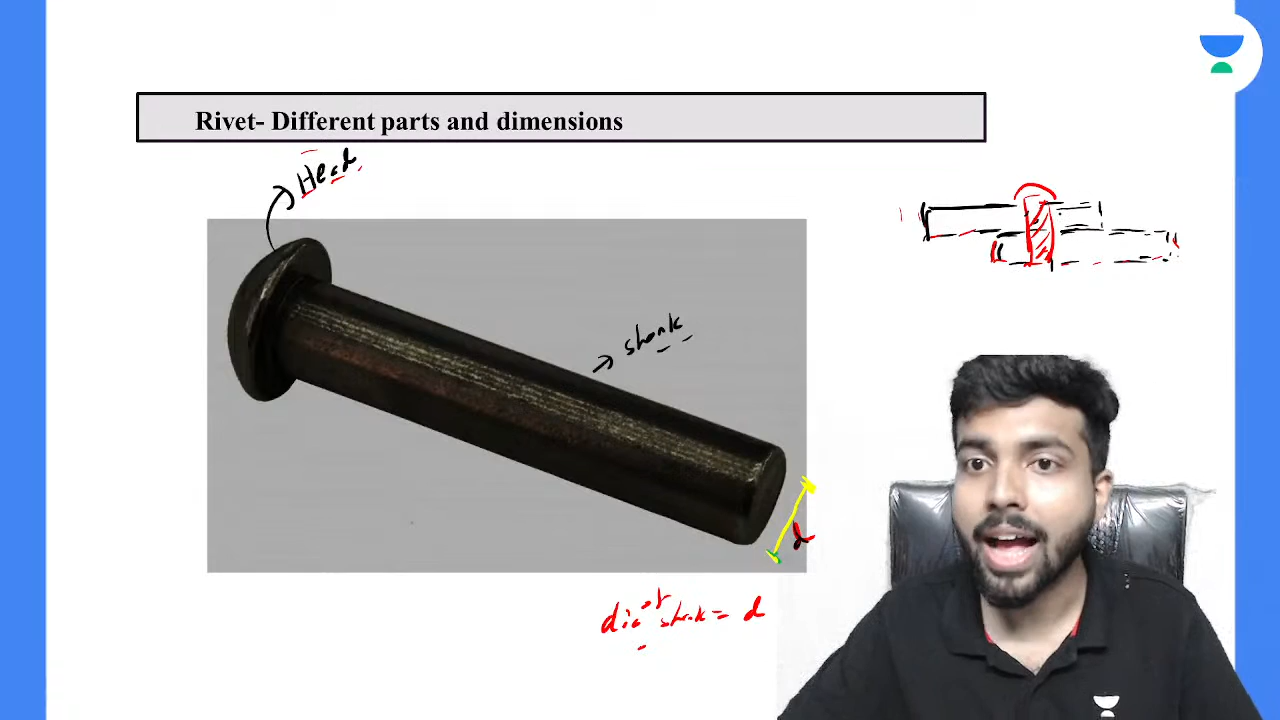 Rivet- Different parts and dimensions
Head
shank
d
dia of shank = d